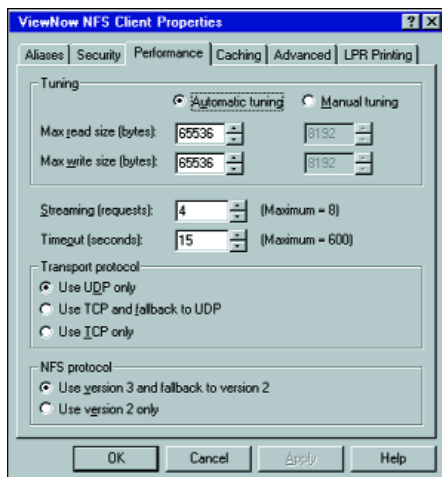 ViewNow NFS Client Properties
Aliases Security Performance Caching Advanced LPR Printing
Tuning
Automatic tuning Manual tuning
Max read size (bytes): 65536 8192
Max write size (bytes): 65536 8192
Streaming (requests): 4 (Maximum = 8)
Timeout (seconds): 15 (Maximum = 600)
Transport protocol
Use UDP only
Use TCP and fallback to UDP
Use TCP only
NFS protocol
Use version 3 and fallback to version 2
Use version 2 only
OK Cancel Apply Help